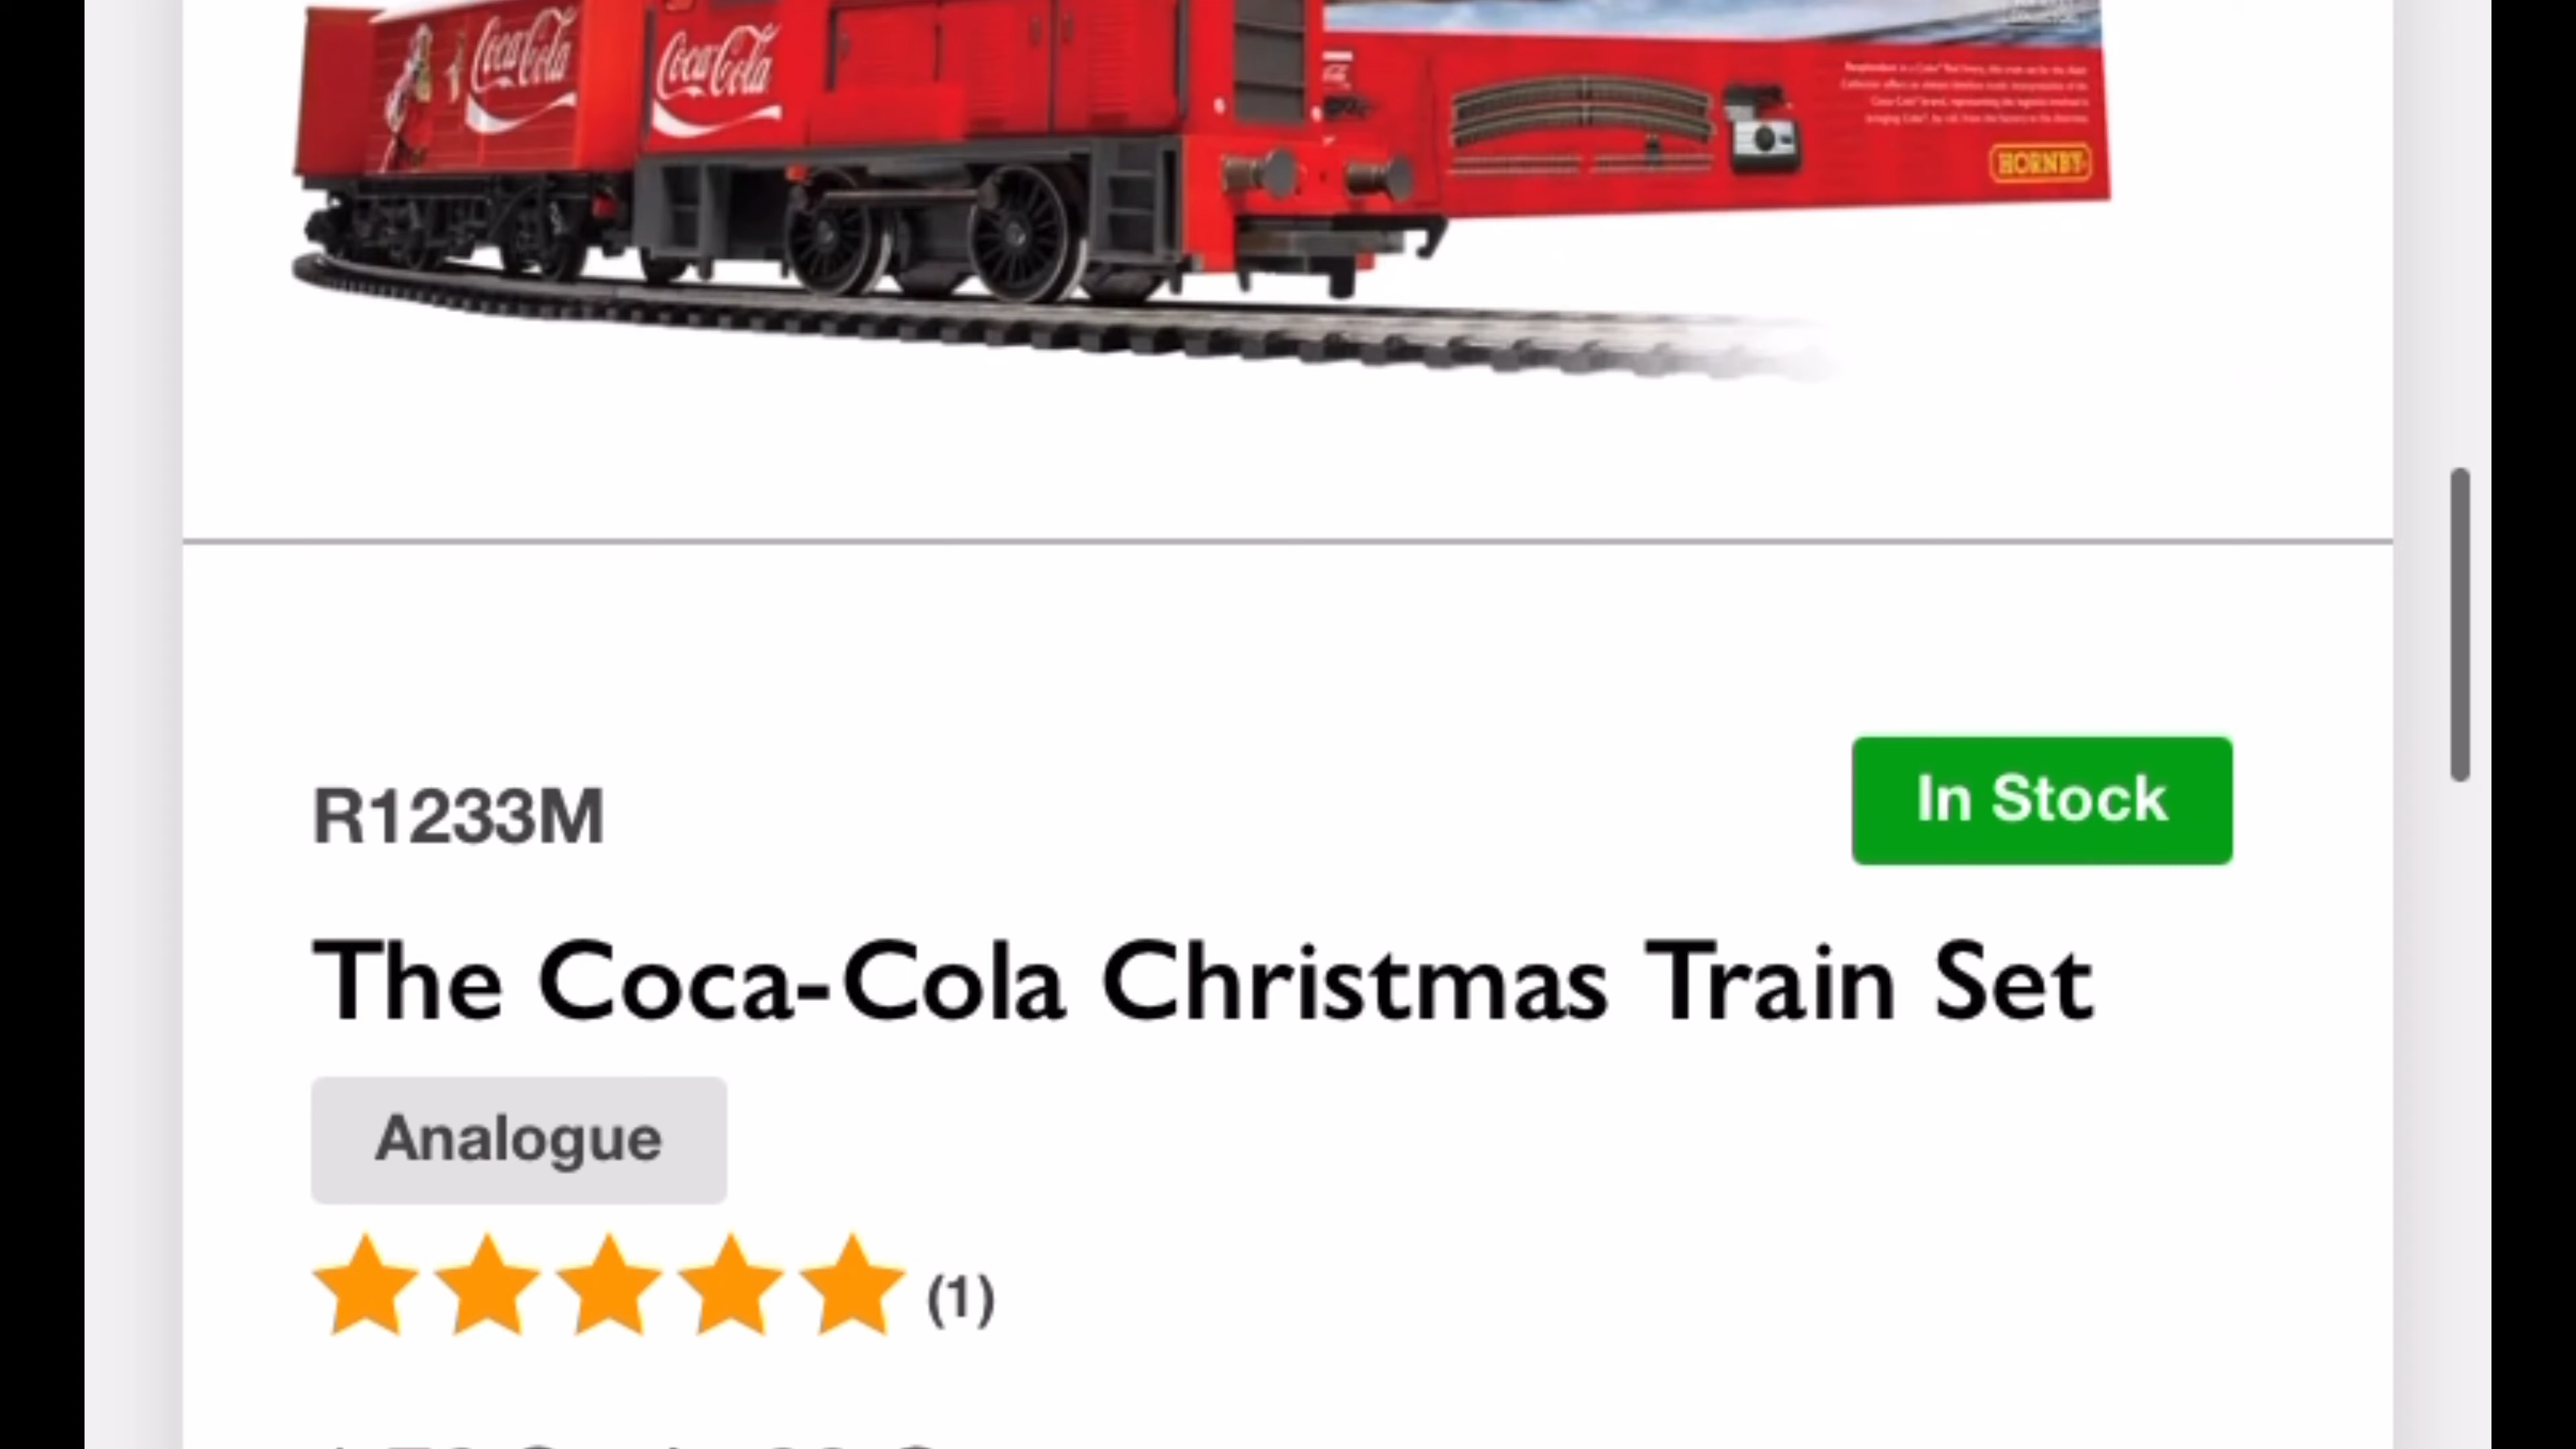 Coca-Cola
Coca-Cola
HORNBY
R1233M
In Stock
The Coca-Cola Christmas Train Set
Analogue
(1)